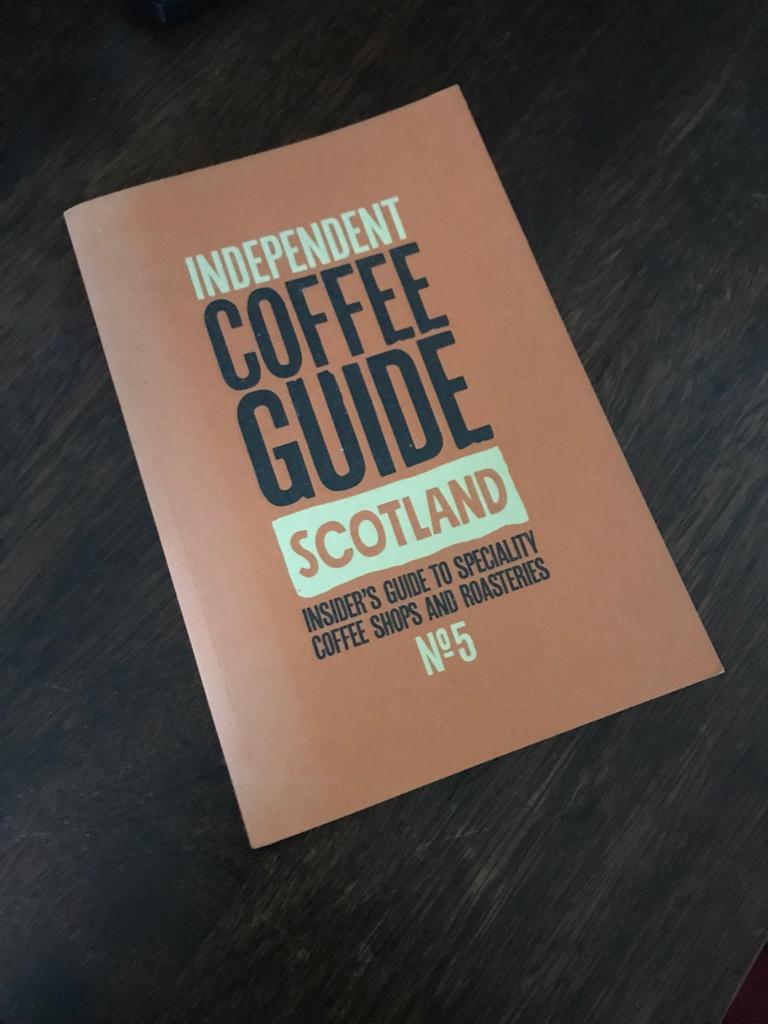 INDEPENDENT
COFFEE
GUIDE
SCOTLAND
INSIDER'S GUIDE TO SPECIALITY
COFFEE SHOPS AND ROASTERIES
Nº5